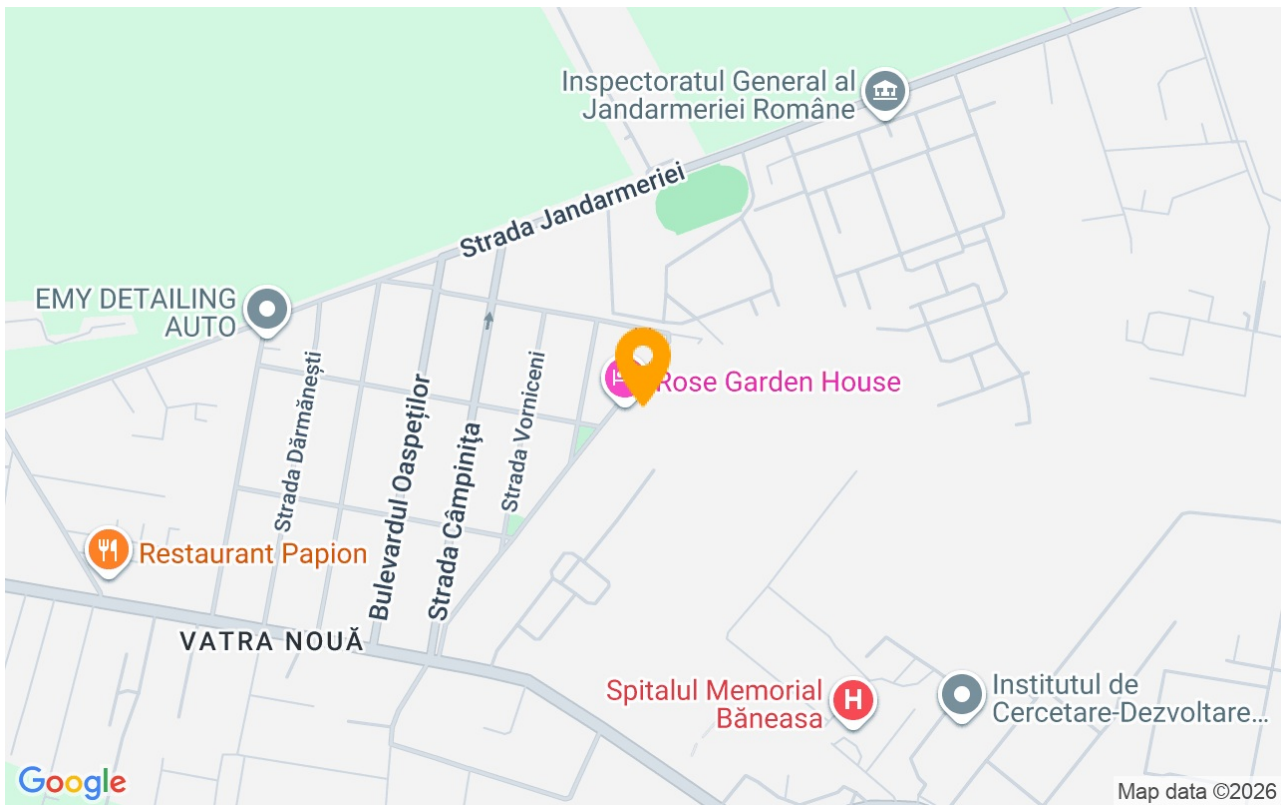 Inspectoratul General al
Jandarmeriei Române
Strada Jandarmeriei
EMY DETAILING
AUTO
Strada Dărmănești
Bulevardul Oaspeților
Strada Câmpinița
Strada Vorniceni
Rose Garden House
Restaurant Papion
VATRA NOUĂ
Spitalul Memorial
Băneasa
H
Institutul de
Cercetare-Dezvoltare...
Google
Map data ©2026